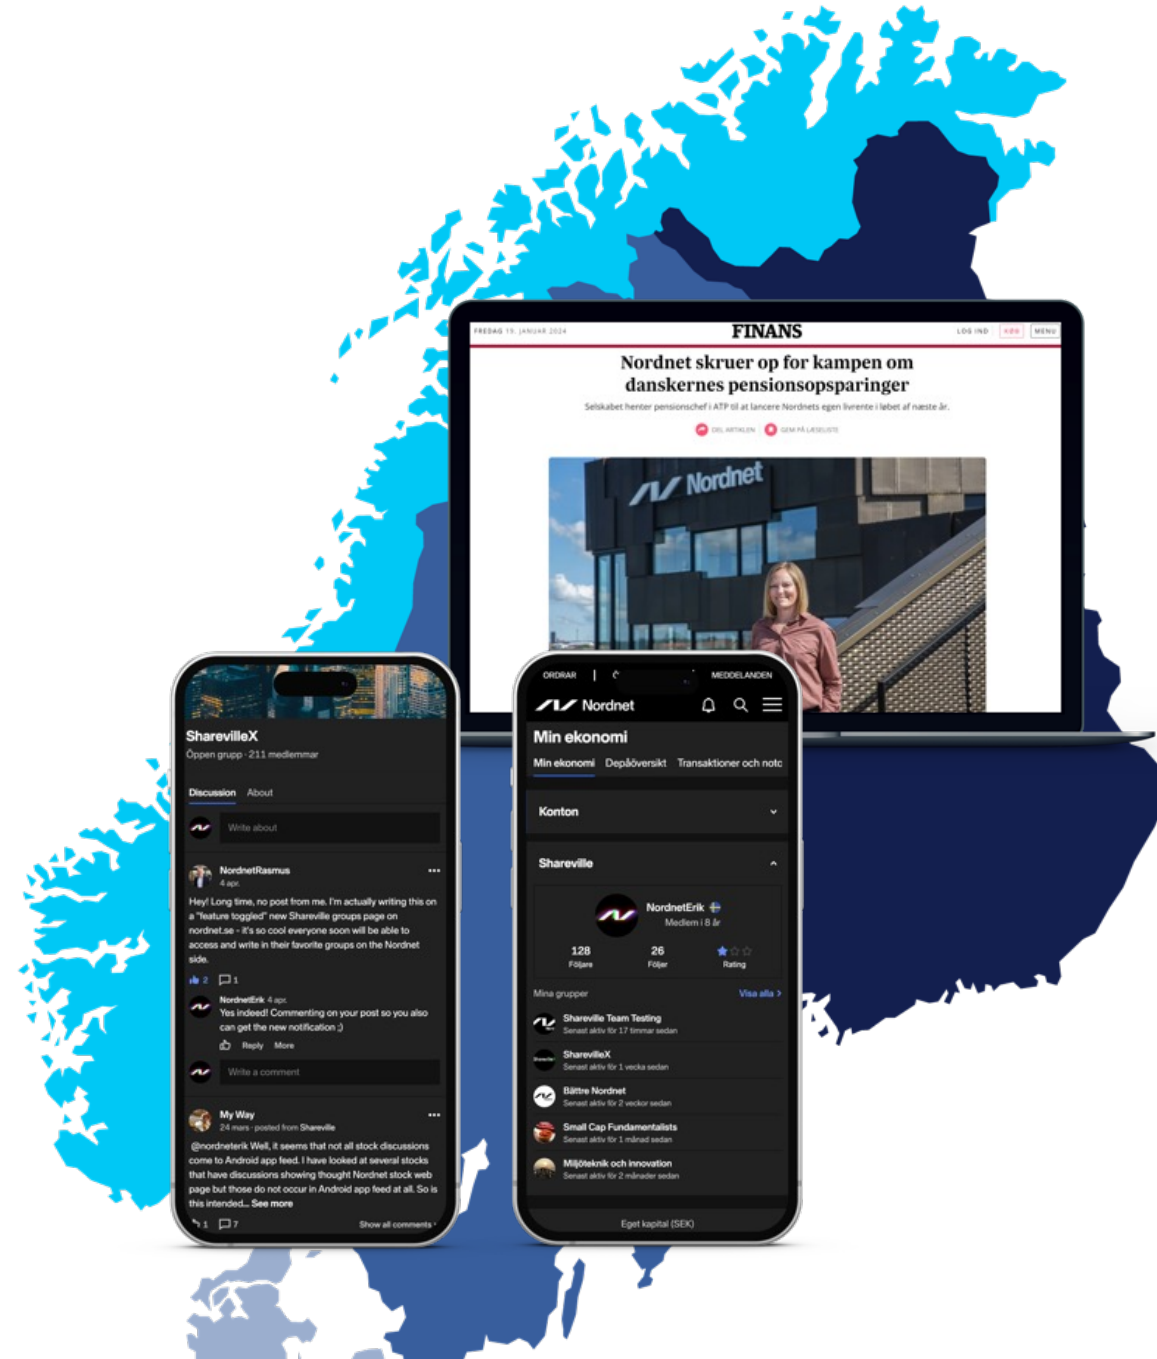 FREDAG 19. JANUAR 2024
FINANS
LOG IND
KØB
MENU
Nordnet skruer op for kampen om
danskernes pensionsopsparinger
Selskabet henter pensionschef i ATP til at lancere Nordnets egen livrente i løbet af næste år.
DEL ARTIKLEN
GEM PÅ LÆSELISTE
Nordnet
SharevilleX
Öppen grupp · 211 medlemmar
Discussion About
Write about
NordnetRasmus
4 apr.
Hey! Long time, no post from me. I'm actually writing this on
a "feature toggled" new Shareville groups page on
nordnet.se - it's so cool everyone soon will be able to
access and write in their favorite groups on the Nordnet
side.
2 1
NordnetErik 4 apr.
Yes indeed! Commenting on your post so you also
can get the new notification ;)
Reply More
Write a comment
My Way
24 mars · posted from Shareville
@nordneterik Well, it seems that not all stock discussions
come to Android app feed. I have looked at several stocks
that have discussions showing thought Nordnet stock web
page but those do not occur in Android app feed at all. So is
this intended... See more
1 7 Show all comments
ORDRAR
MEDDELANDEN
Nordnet
Min ekonomi
Min ekonomi Depåöversikt Transaktioner och noto
Konton
Shareville
NordnetErik
Medlem i 8 år
128 26
Följare Följer Rating
Mina grupper Visa alla >
Shareville Team Testing
Senast aktiv för 17 timmar sedan
SharevilleX
Senast aktiv för 1 vecka sedan
Bättre Nordnet
Senast aktiv för 2 veckor sedan
Small Cap Fundamentalists
Senast aktiv för 1 månad sedan
Miljöteknik och innovation
Senast aktiv för 2 månader sedan
Eget kapital (SEK)